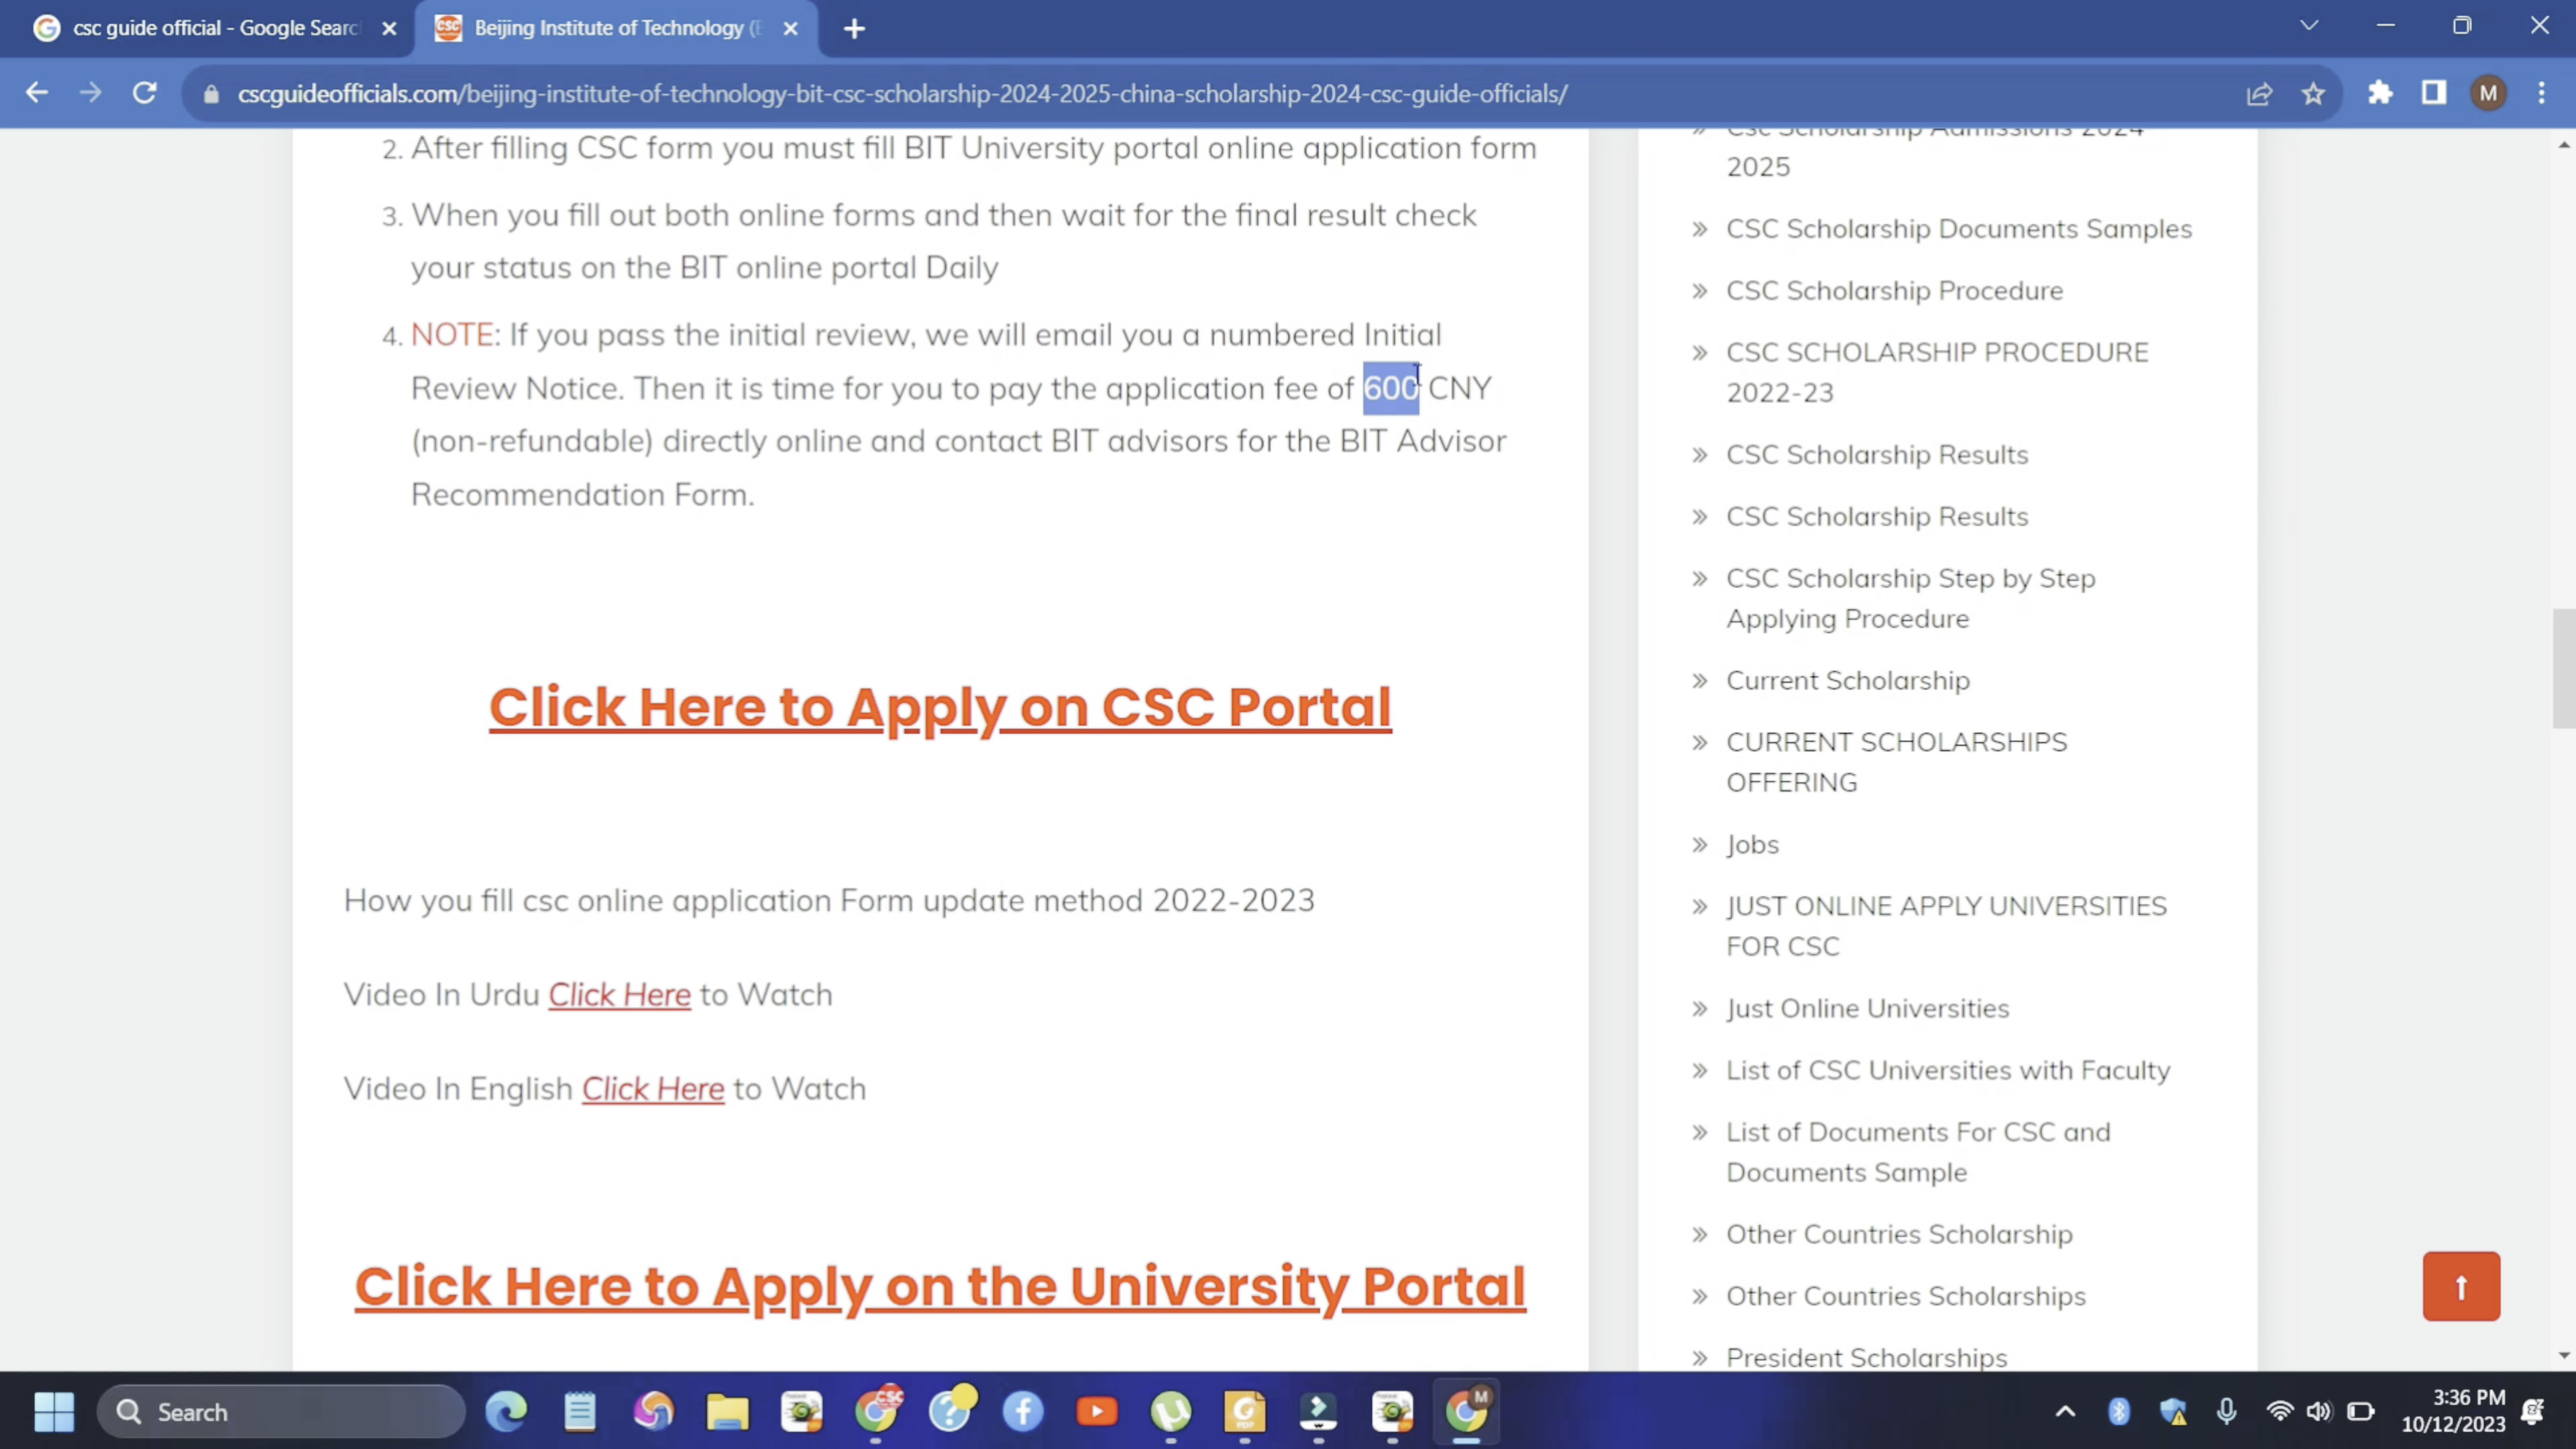 csc guide official - Google Searc
Beijing Institute of Technology (
cscguideofficials.com/beijing-institute-of-technology-bit-csc-scholarship-2024-2025-china-scholarship-2024-csc-guide-officials/
M
2. After filling CSC form you must fill BIT University portal online application form
3. When you fill out both online forms and then wait for the final result check
your status on the BIT online portal Daily
4. NOTE: If you pass the initial review, we will email you a numbered Initial
Review Notice. Then it is time for you to pay the application fee of 600 CNY
(non-refundable) directly online and contact BIT advisors for the BIT Advisor
Recommendation Form.
Click Here to Apply on CSC Portal
How you fill csc online application Form update method 2022-2023
Video In Urdu Click Here to Watch
Video In English Click Here to Watch
Click Here to Apply on the University Portal
Csc Scholarship Admissions 2024
2025
» CSC Scholarship Documents Samples
» CSC Scholarship Procedure
» CSC SCHOLARSHIP PROCEDURE
2022-23
» CSC Scholarship Results
» CSC Scholarship Results
» CSC Scholarship Step by Step
Applying Procedure
» Current Scholarship
» CURRENT SCHOLARSHIPS
OFFERING
» Jobs
» JUST ONLINE APPLY UNIVERSITIES
FOR CSC
» Just Online Universities
» List of CSC Universities with Faculty
» List of Documents For CSC and
Documents Sample
» Other Countries Scholarship
» Other Countries Scholarships
» President Scholarships
Search
3:36 PM
10/12/2023